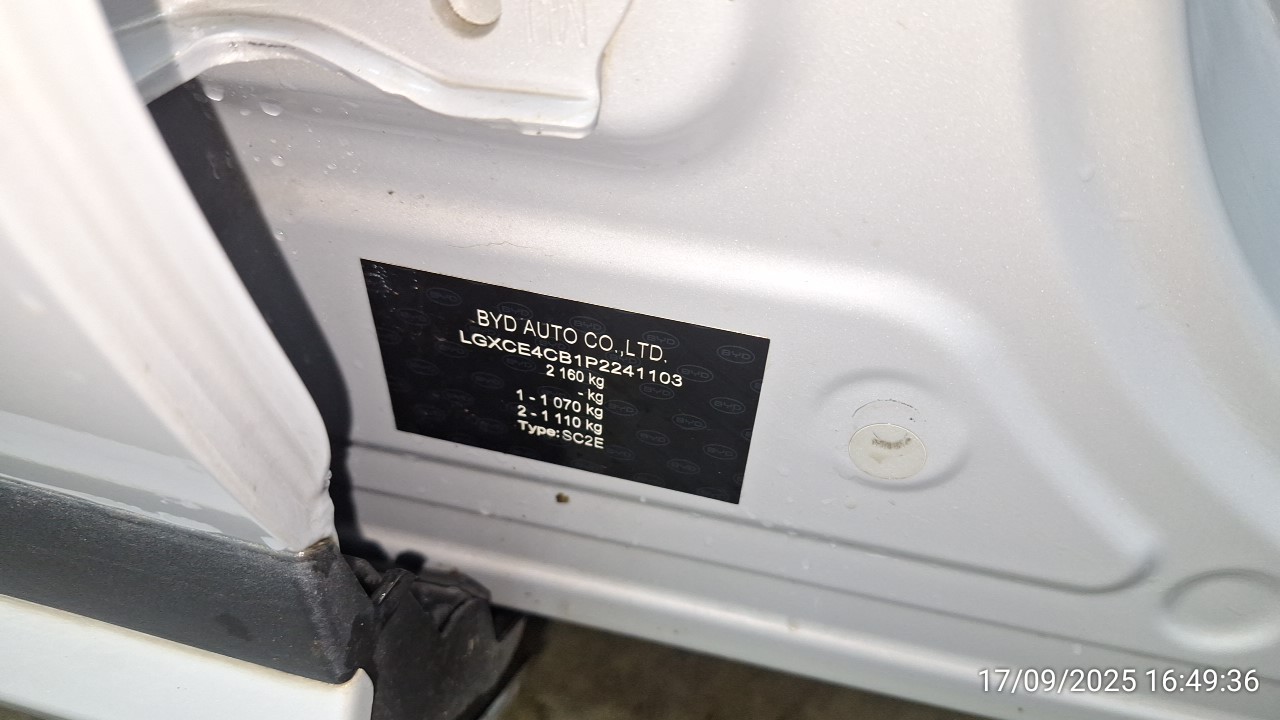 BYD AUTO CO.,LTD.
LGXCE4CB1P2241103
2 160 kg
- kg
1 - 1 070 kg
2 - 1 110 kg
Type: SC2E
17/09/2025 16:49:36